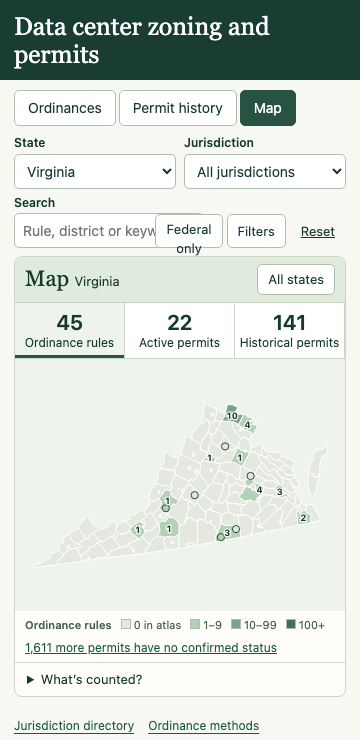 Data center zoning and
permits
Ordinances
Permit history
Map
State
Jurisdiction
Virginia
All jurisdictions
Search
Rule, district or keyw
Federal
only
Filters
Reset
Map Virginia
All states
45
Ordinance rules
22
Active permits
141
Historical permits
10
4
1
1
4
3
1
2
1
1
3
Ordinance rules
0 in atlas
1–9
10–99
100+
1,611 more permits have no confirmed status
▶ What's counted?
Jurisdiction directory
Ordinance methods